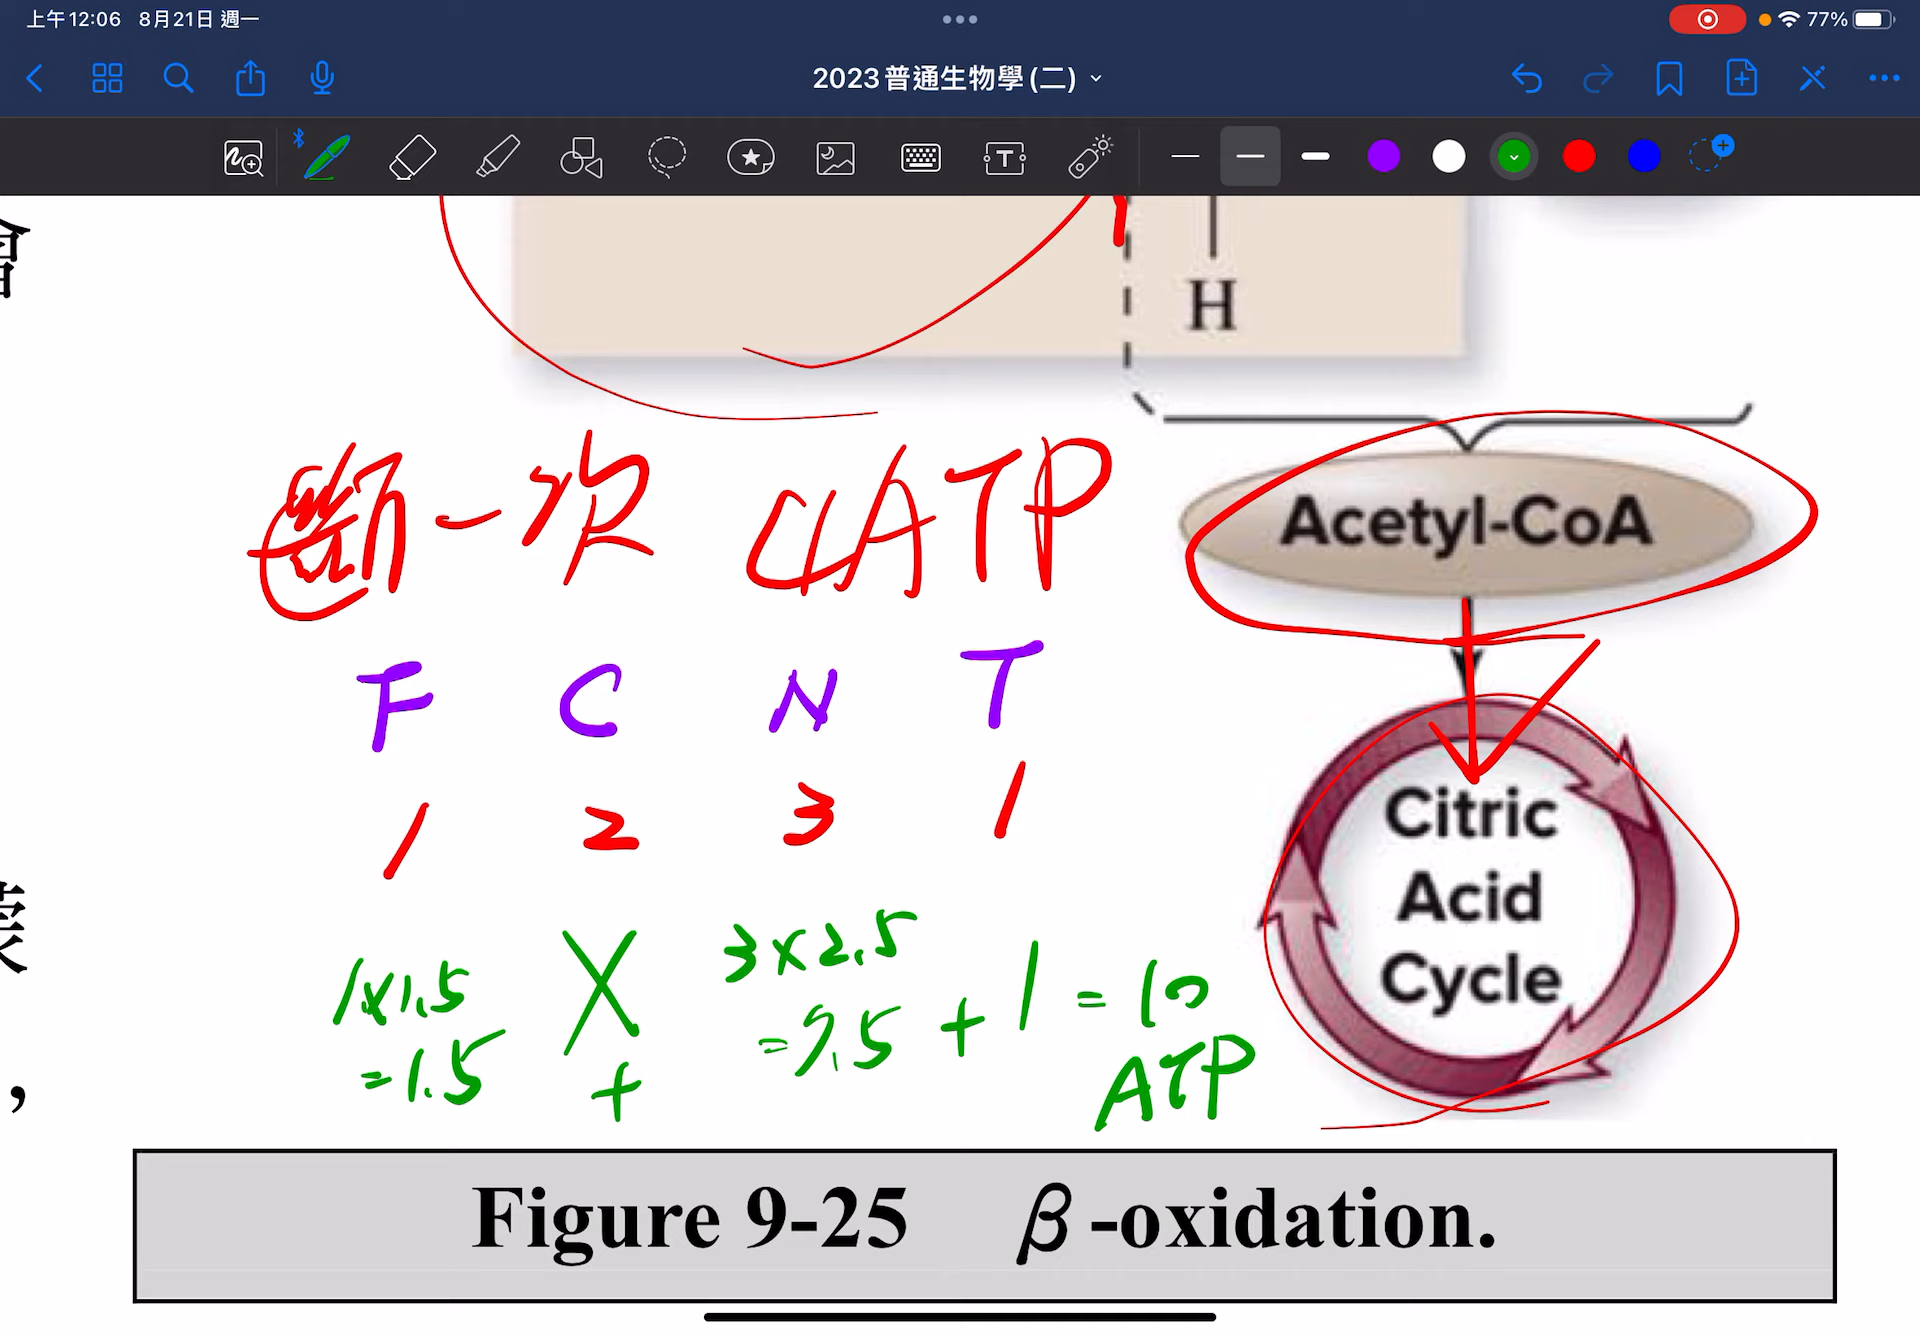 上午12:06 8月21日 週一
77%
2023普通生物學(二)
T
會
H
斷一次 4ATP
Acetyl-CoA
F C N T
1 2 3 1
Citric
Acid
Cycle
1x1.5 X 3x2.5
=1.5 + =7.5 + 1 = 10
ATP
,
Figure 9-25 β-oxidation.